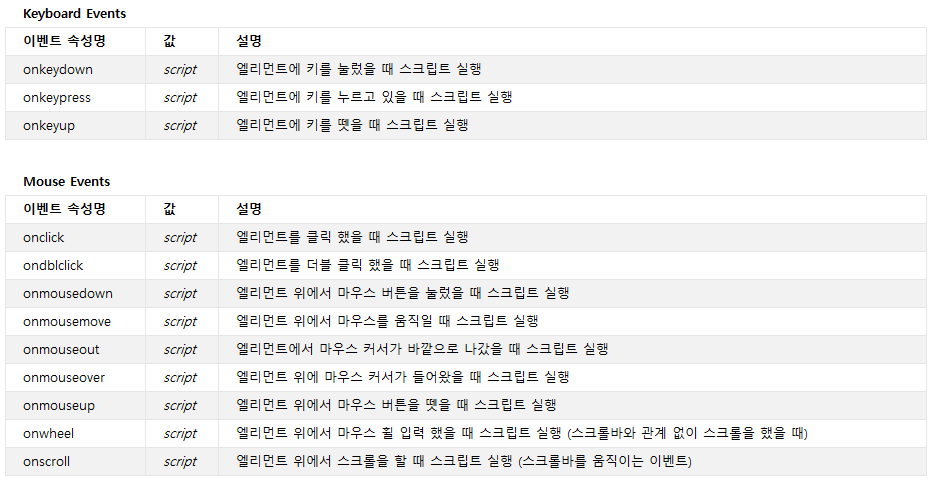 Keyboard Events
이벤트 속성명 값 설명
onkeydown script 엘리먼트에 키를 눌렀을 때 스크립트 실행
onkeypress script 엘리먼트에 키를 누르고 있을 때 스크립트 실행
onkeyup script 엘리먼트에 키를 뗏을 때 스크립트 실행
Mouse Events
이벤트 속성명 값 설명
onclick script 엘리먼트를 클릭 했을 때 스크립트 실행
ondblclick script 엘리먼트를 더블 클릭 했을 때 스크립트 실행
onmousedown script 엘리먼트 위에서 마우스 버튼을 눌렀을 때 스크립트 실행
onmousemove script 엘리먼트 위에서 마우스를 움직일 때 스크립트 실행
onmouseout script 엘리먼트에서 마우스 커서가 바깥으로 나갔을 때 스크립트 실행
onmouseover script 엘리먼트 위에 마우스 커서가 들어왔을 때 스크립트 실행
onmouseup script 엘리먼트 위에서 마우스 버튼을 뗏을 때 스크립트 실행
onwheel script 엘리먼트 위에서 마우스 휠 입력 했을 때 스크립트 실행 (스크롤바와 관계 없이 스크롤을 했을 때)
onscroll script 엘리먼트 위에서 스크롤을 할 때 스크립트 실행 (스크롤바를 움직이는 이벤트)